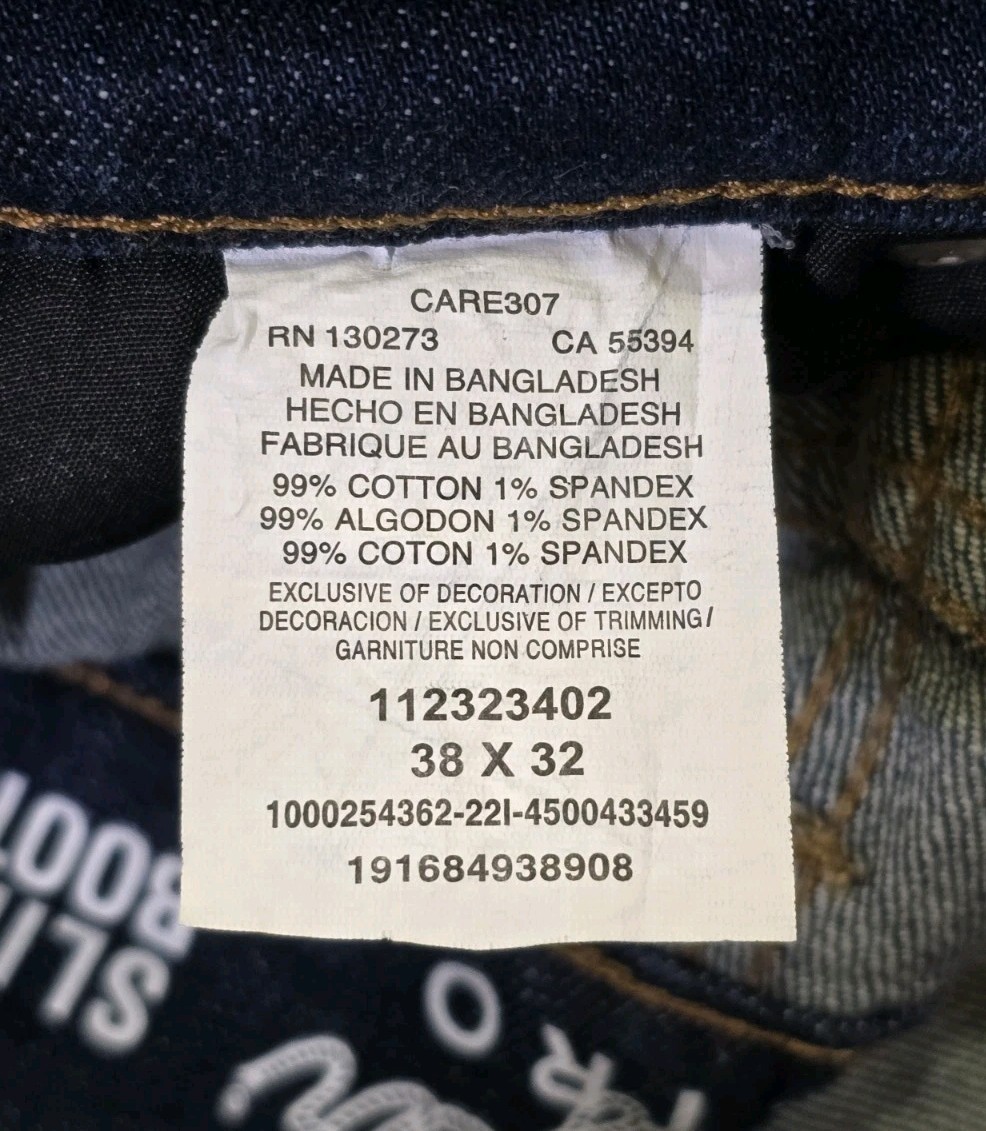 CARE307
RN 130273 CA 55394
MADE IN BANGLADESH
HECHO EN BANGLADESH
FABRIQUE AU BANGLADESH
99% COTTON 1% SPANDEX
99% ALGODON 1% SPANDEX
99% COTON 1% SPANDEX
EXCLUSIVE OF DECORATION / EXCEPTO
DECORACION / EXCLUSIVE OF TRIMMING /
GARNITURE NON COMPRISE
112323402
38 X 32
1000254362-22I-4500433459
191684938908